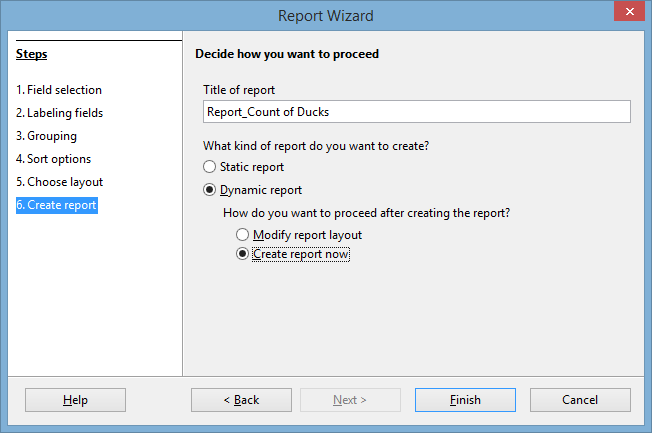 Report Wizard
Steps
1. Field selection
2. Labeling fields
3. Grouping
4. Sort options
5. Choose layout
6. Create report
Decide how you want to proceed
Title of report
Report_Count of Ducks
What kind of report do you want to create?
Static report
Dynamic report
How do you want to proceed after creating the report?
Modify report layout
Create report now
Help
< Back
Next >
Finish
Cancel